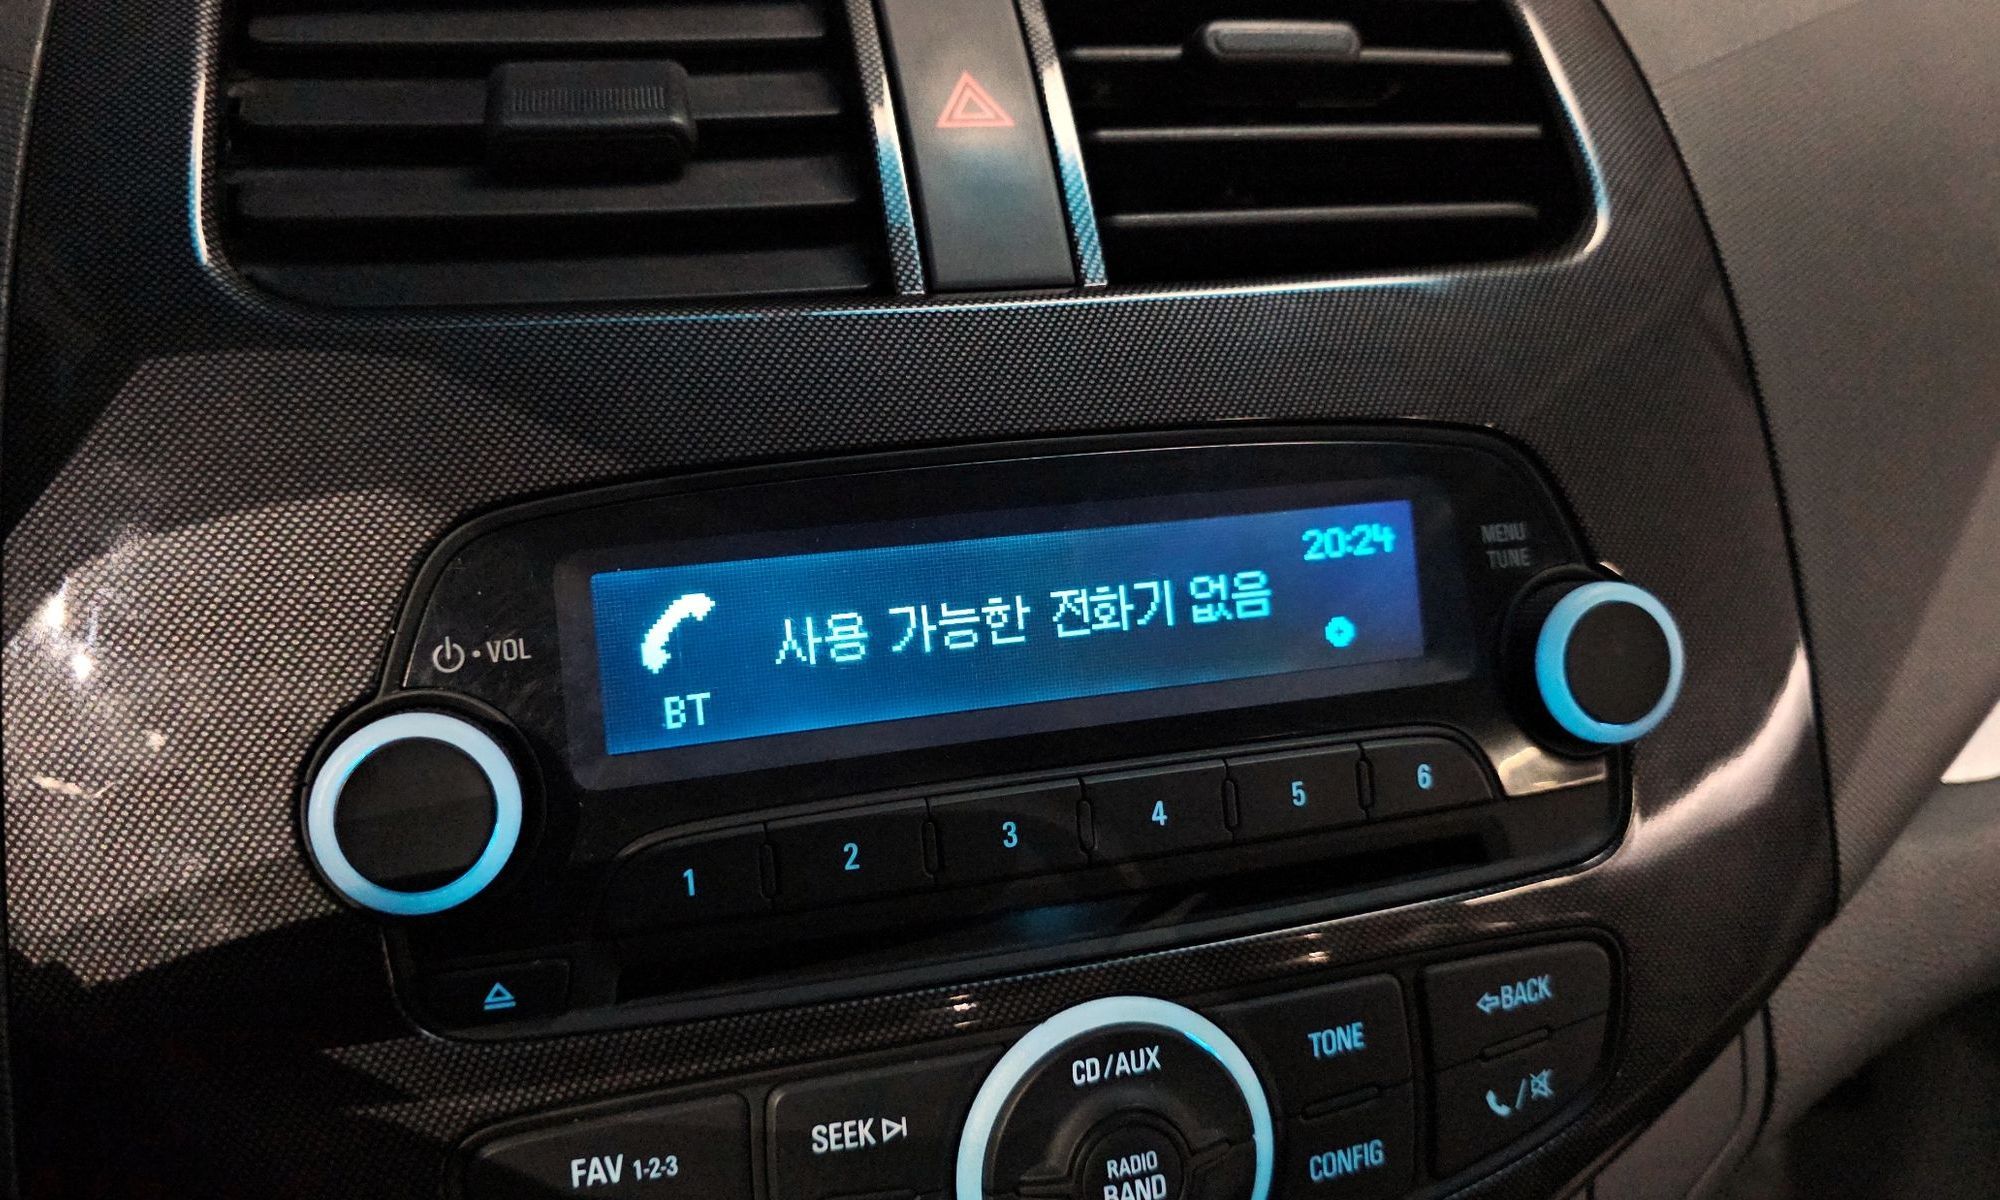 20:24
MENU
TUNE
사용 가능한 전화기 없음
VOL
BT
1 2 3 4 5 6
BACK
TONE
CD/AUX
SEEK
FAV 1-2-3
CONFIG
RADIO
BAND